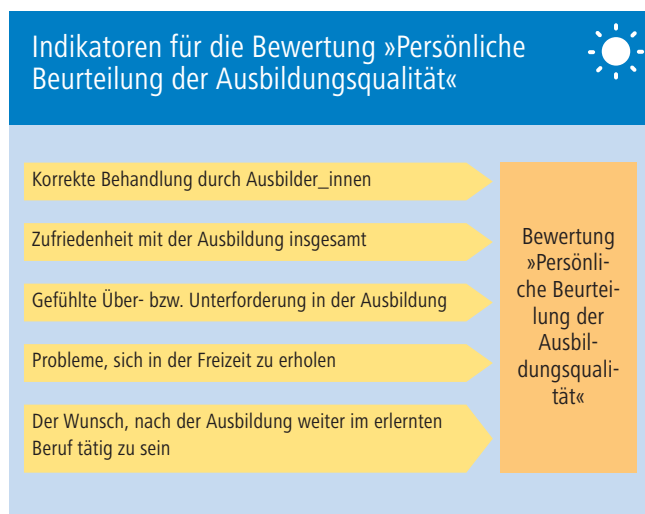 Indikatoren für die Bewertung »Persönliche
Beurteilung der Ausbildungsqualität«
Korrekte Behandlung durch Ausbilder_innen
Zufriedenheit mit der Ausbildung insgesamt
Gefühlte Über- bzw. Unterforderung in der Ausbildung
Probleme, sich in der Freizeit zu erholen
Der Wunsch, nach der Ausbildung weiter im erlernten
Beruf tätig zu sein
Bewertung
»Persönli-
che Beurtei-
lung der
Ausbil-
dungsquali-
tät«